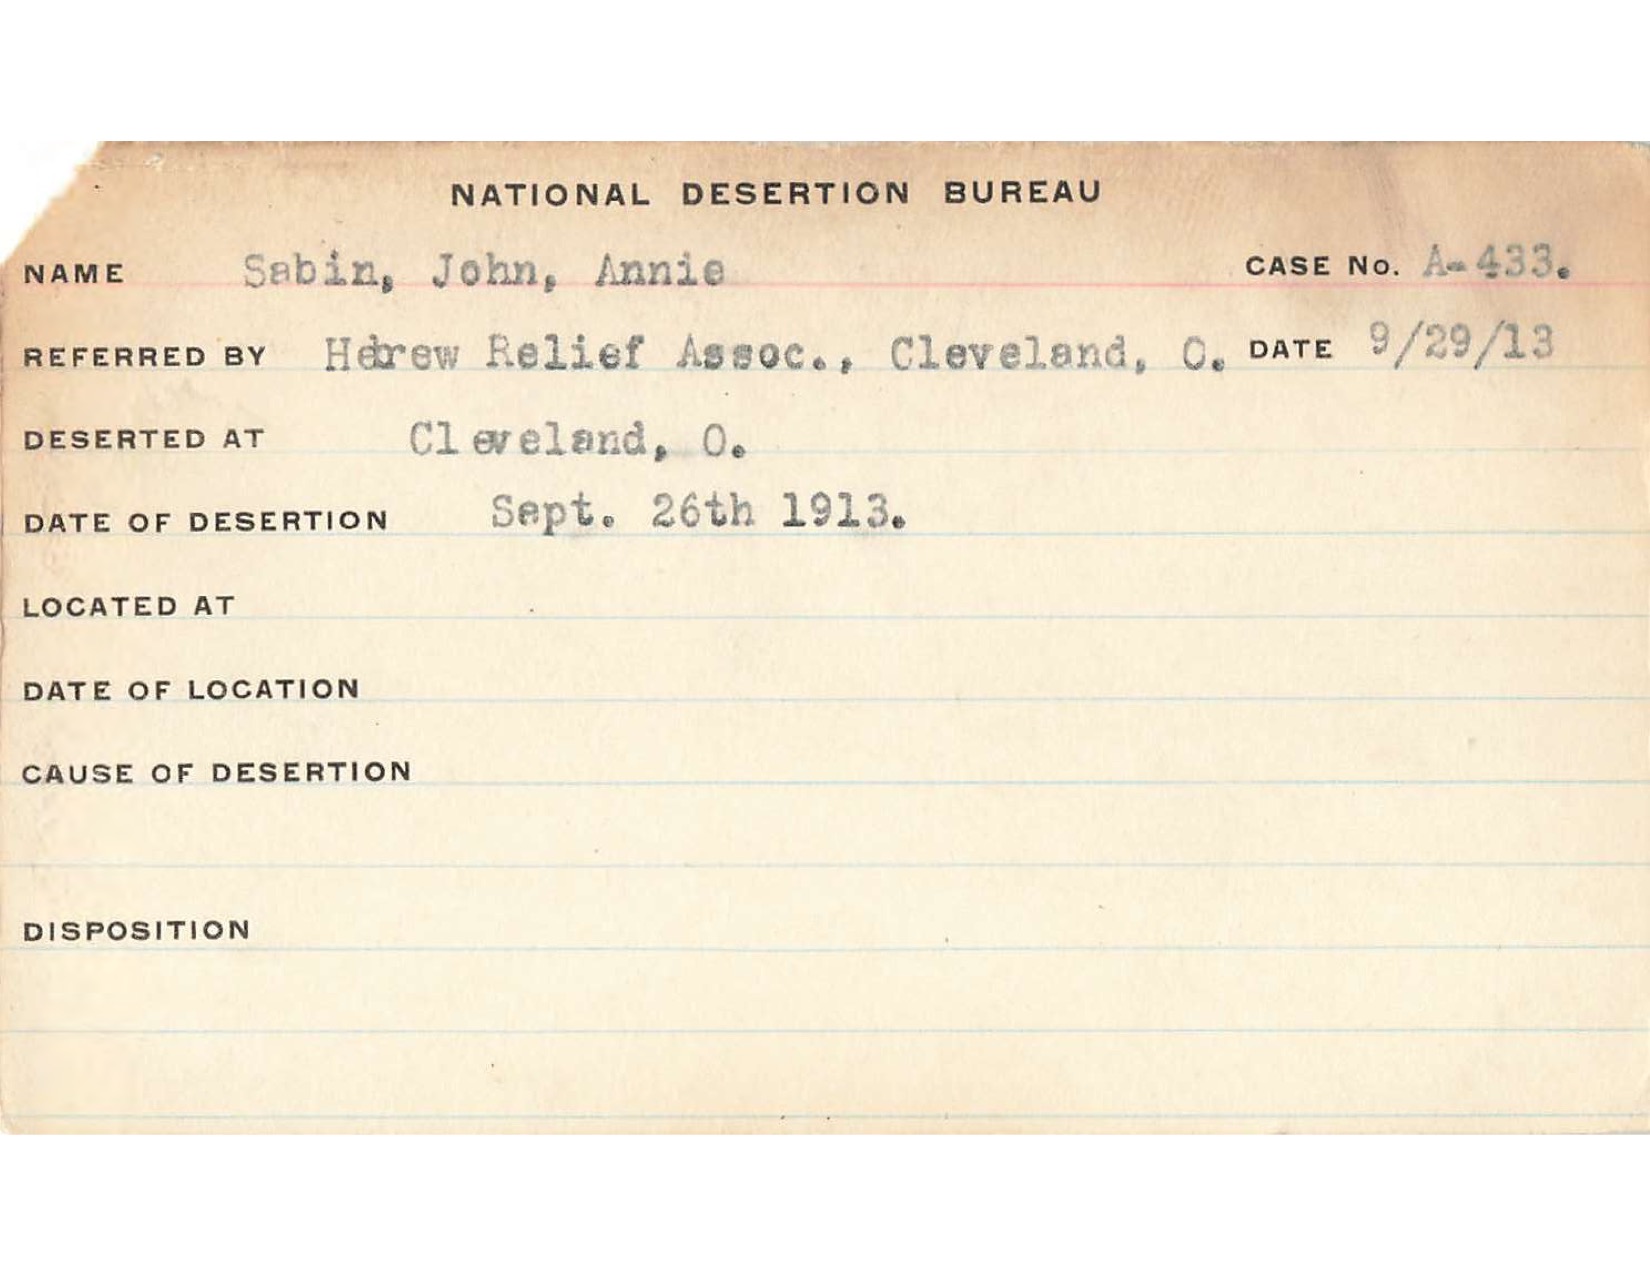 NATIONAL DESERTION BUREAU
NAME Sabin, John, Annie CASE No. A-433.
REFERRED BY Hebrew Relief Assoc., Cleveland, O. DATE 9/29/13
DESERTED AT Cleveland, O.
DATE OF DESERTION Sept. 26th 1913.
LOCATED AT
DATE OF LOCATION
CAUSE OF DESERTION
DISPOSITION